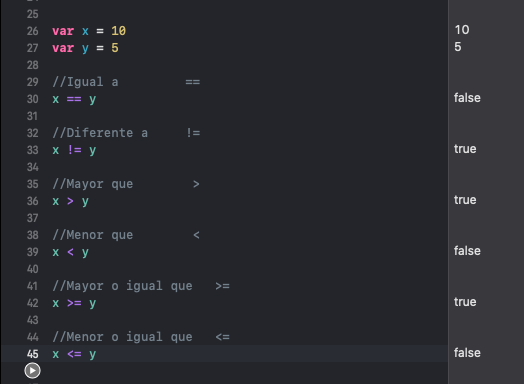 25
26 var x = 10 10
27 var y = 5 5
28
29 //Igual a         ==
30 x == y false
31
32 //Diferente a     !=
33 x != y true
34
35 //Mayor que        >
36 x > y true
37
38 //Menor que        <
39 x < y false
40
41 //Mayor o igual que   >=
42 x >= y true
43
44 //Menor o igual que   <=
45 x <= y false